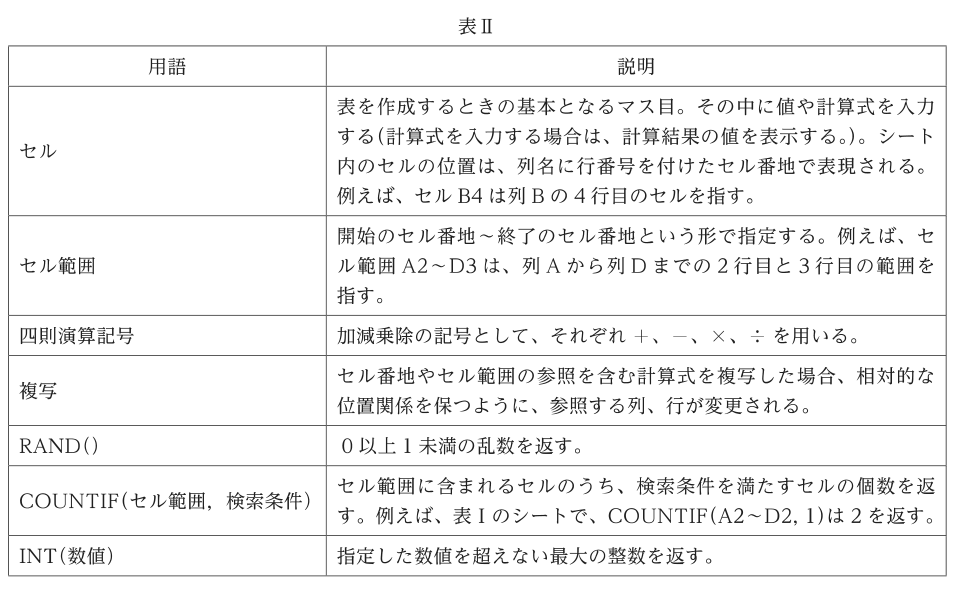 表Ⅱ
用語
説明
セル
表を作成するときの基本となるマス目。その中に値や計算式を入力
する(計算式を入力する場合は、計算結果の値を表示する。)。シート
内のセルの位置は、列名に行番号を付けたセル番地で表現される。
例えば、セル B4 は列 B の 4 行目のセルを指す。
セル範囲
開始のセル番地～終了のセル番地という形で指定する。例えば、セ
ル範囲 A2～D3 は、列 A から列 D までの 2 行目と 3 行目の範囲を
指す。
四則演算記号
加減乗除の記号として、それぞれ ＋、－、×、÷ を用いる。
複写
セル番地やセル範囲の参照を含む計算式を複写した場合、相対的な
位置関係を保つように、参照する列、行が変更される。
RAND()
0 以上 1 未満の乱数を返す。
COUNTIF(セル範囲，検索条件)
セル範囲に含まれるセルのうち、検索条件を満たすセルの個数を返
す。例えば、表Ⅰのシートで、COUNTIF(A2～D2, 1)は 2 を返す。
INT(数値)
指定した数値を超えない最大の整数を返す。